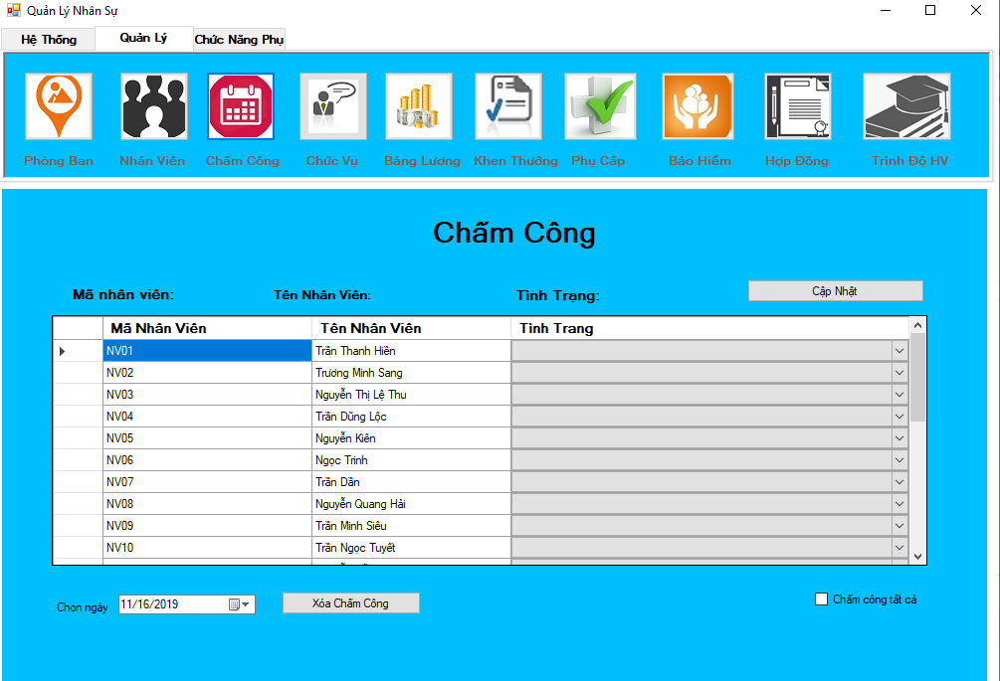 Quản Lý Nhân Sự
Hệ Thống Quản Lý Chức Năng Phụ
Phòng Ban Nhân Viên Chấm Công Chức Vụ Bảng Lương Khen Thưởng Phụ Cấp Bảo Hiểm Hợp Đồng Trình Độ HV
Chấm Công
Mã nhân viên: Tên Nhân Viên: Tình Trạng: Cập Nhật
Mã Nhân Viên Tên Nhân Viên Tình Trang
NV01 Trần Thanh Hiền
NV02 Trương Minh Sang
NV03 Nguyễn Thị Lệ Thu
NV04 Trần Dũng Lộc
NV05 Nguyễn Kiên
NV06 Ngọc Trinh
NV07 Trần Dần
NV08 Nguyễn Quang Hải
NV09 Trần Minh Siêu
NV10 Trần Ngọc Tuyết
Chọn ngày 11/16/2019 Xóa Chấm Công Chấm công tất cả